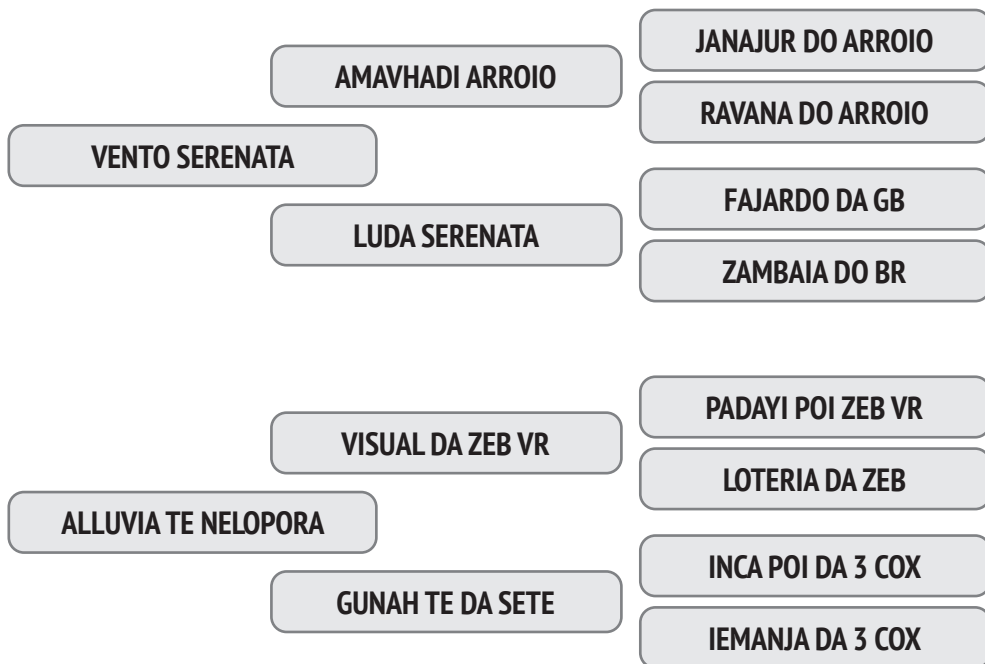 JANAJUR DO ARROIO
AMAVHADI ARROIO
RAVANA DO ARROIO
VENTO SERENATA
FAJARDO DA GB
LUDA SERENATA
ZAMBAIA DO BR
PADAYI POI ZEB VR
VISUAL DA ZEB VR
LOTERIA DA ZEB
ALLUVIA TE NELOPORA
INCA POI DA 3 COX
GUNAH TE DA SETE
IEMANJA DA 3 COX